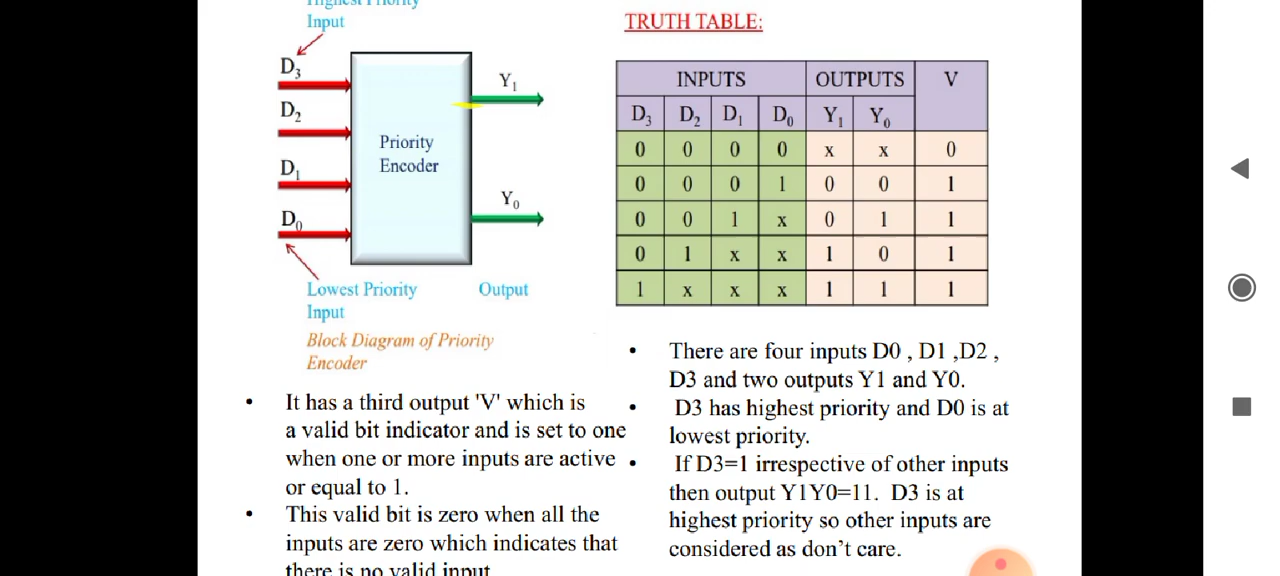 Highest Priority
Input
D3
D2
D1
D0
Priority
Encoder
Y1
Y0
Lowest Priority
Input
Output
Block Diagram of Priority
Encoder
• It has a third output 'V' which is
a valid bit indicator and is set to one
when one or more inputs are active
or equal to 1.
• This valid bit is zero when all the
inputs are zero which indicates that
there is no valid input
TRUTH TABLE:
INPUTS OUTPUTS V
D3 D2 D1 D0 Y1 Y0
0 0 0 0 x x 0
0 0 0 1 0 0 1
0 0 1 x 0 1 1
0 1 x x 1 0 1
1 x x x 1 1 1
• There are four inputs D0 , D1 ,D2 ,
D3 and two outputs Y1 and Y0.
• D3 has highest priority and D0 is at
lowest priority.
• If D3=1 irrespective of other inputs
then output Y1Y0=11. D3 is at
highest priority so other inputs are
considered as don’t care.